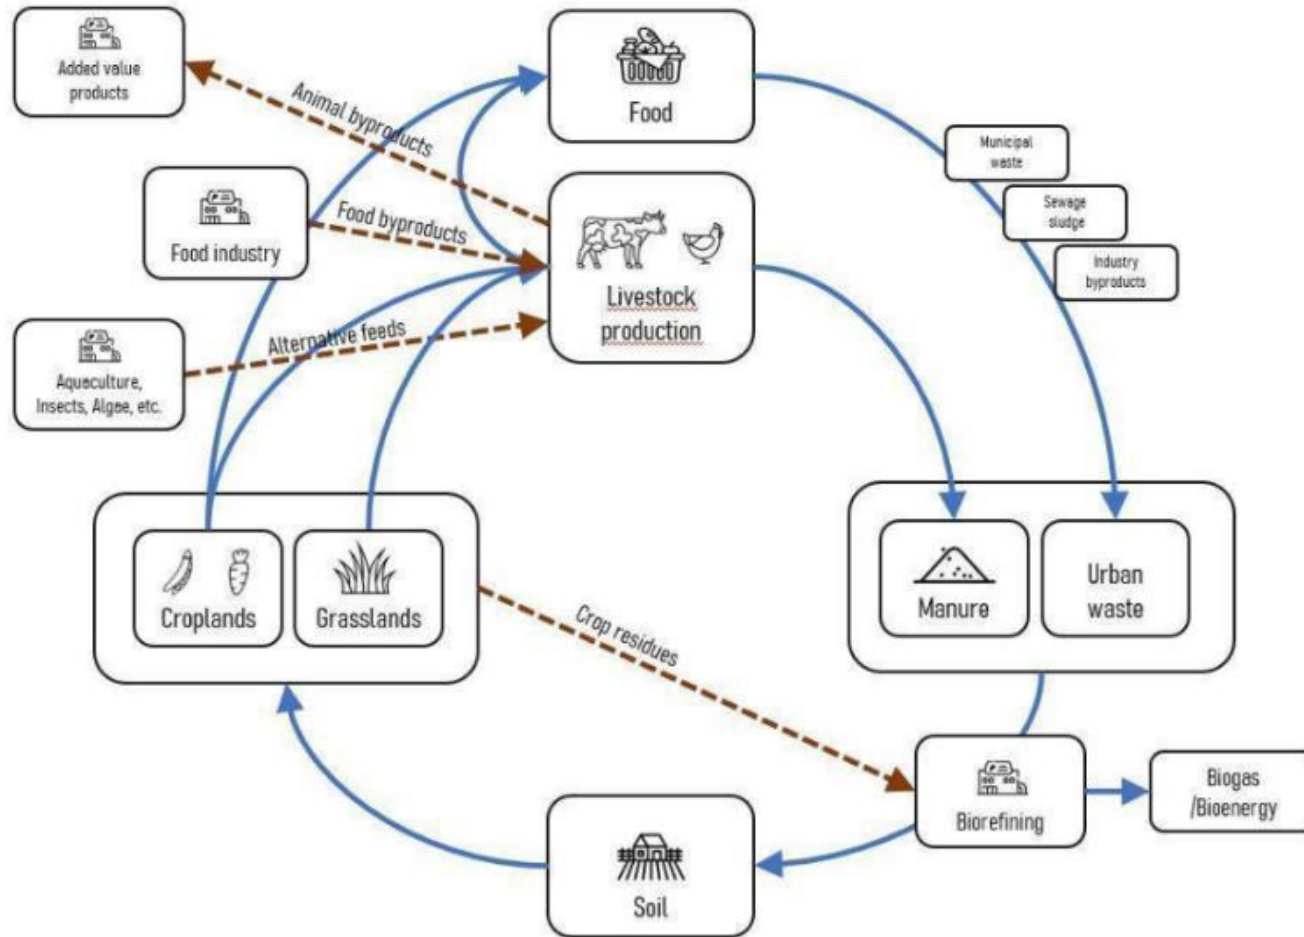 Added value
products
Animal byproducts
Food
Municipal
waste
Sewage
sludge
Industry
byproducts
Food industry
Food byproducts
Livestock
production
Alternative feeds
Aquaculture,
Insects, Algae, etc.
Croplands
Grasslands
Crop residues
Manure
Urban
waste
Biorefining
Biogas
/Bioenergy
Soil